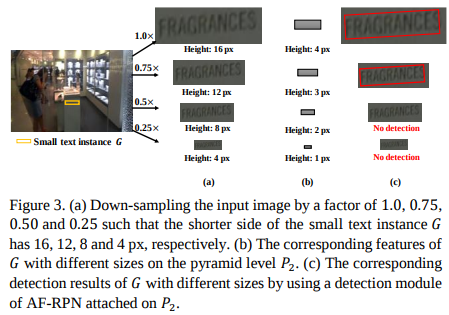 1.0×
FRAGRANCES
FRAGRANCES
Height: 16 px
Height: 4 px
0.75×
FRAGRANCES
FRAGRANCES
Height: 12 px
Height: 3 px
0.5×
FRAGRANCES
FRAGRANCES
Height: 8 px
Height: 2 px
No detection
0.25×
Small text instance G
Height: 4 px
Height: 1 px
No detection
(a)
(b)
(c)
Figure 3. (a) Down-sampling the input image by a factor of 1.0, 0.75,
0.50 and 0.25 such that the shorter side of the small text instance G
has 16, 12, 8 and 4 px, respectively. (b) The corresponding features of
G with different sizes on the pyramid level P₂. (c) The corresponding
detection results of G with different sizes by using a detection module
of AF-RPN attached on P₂.